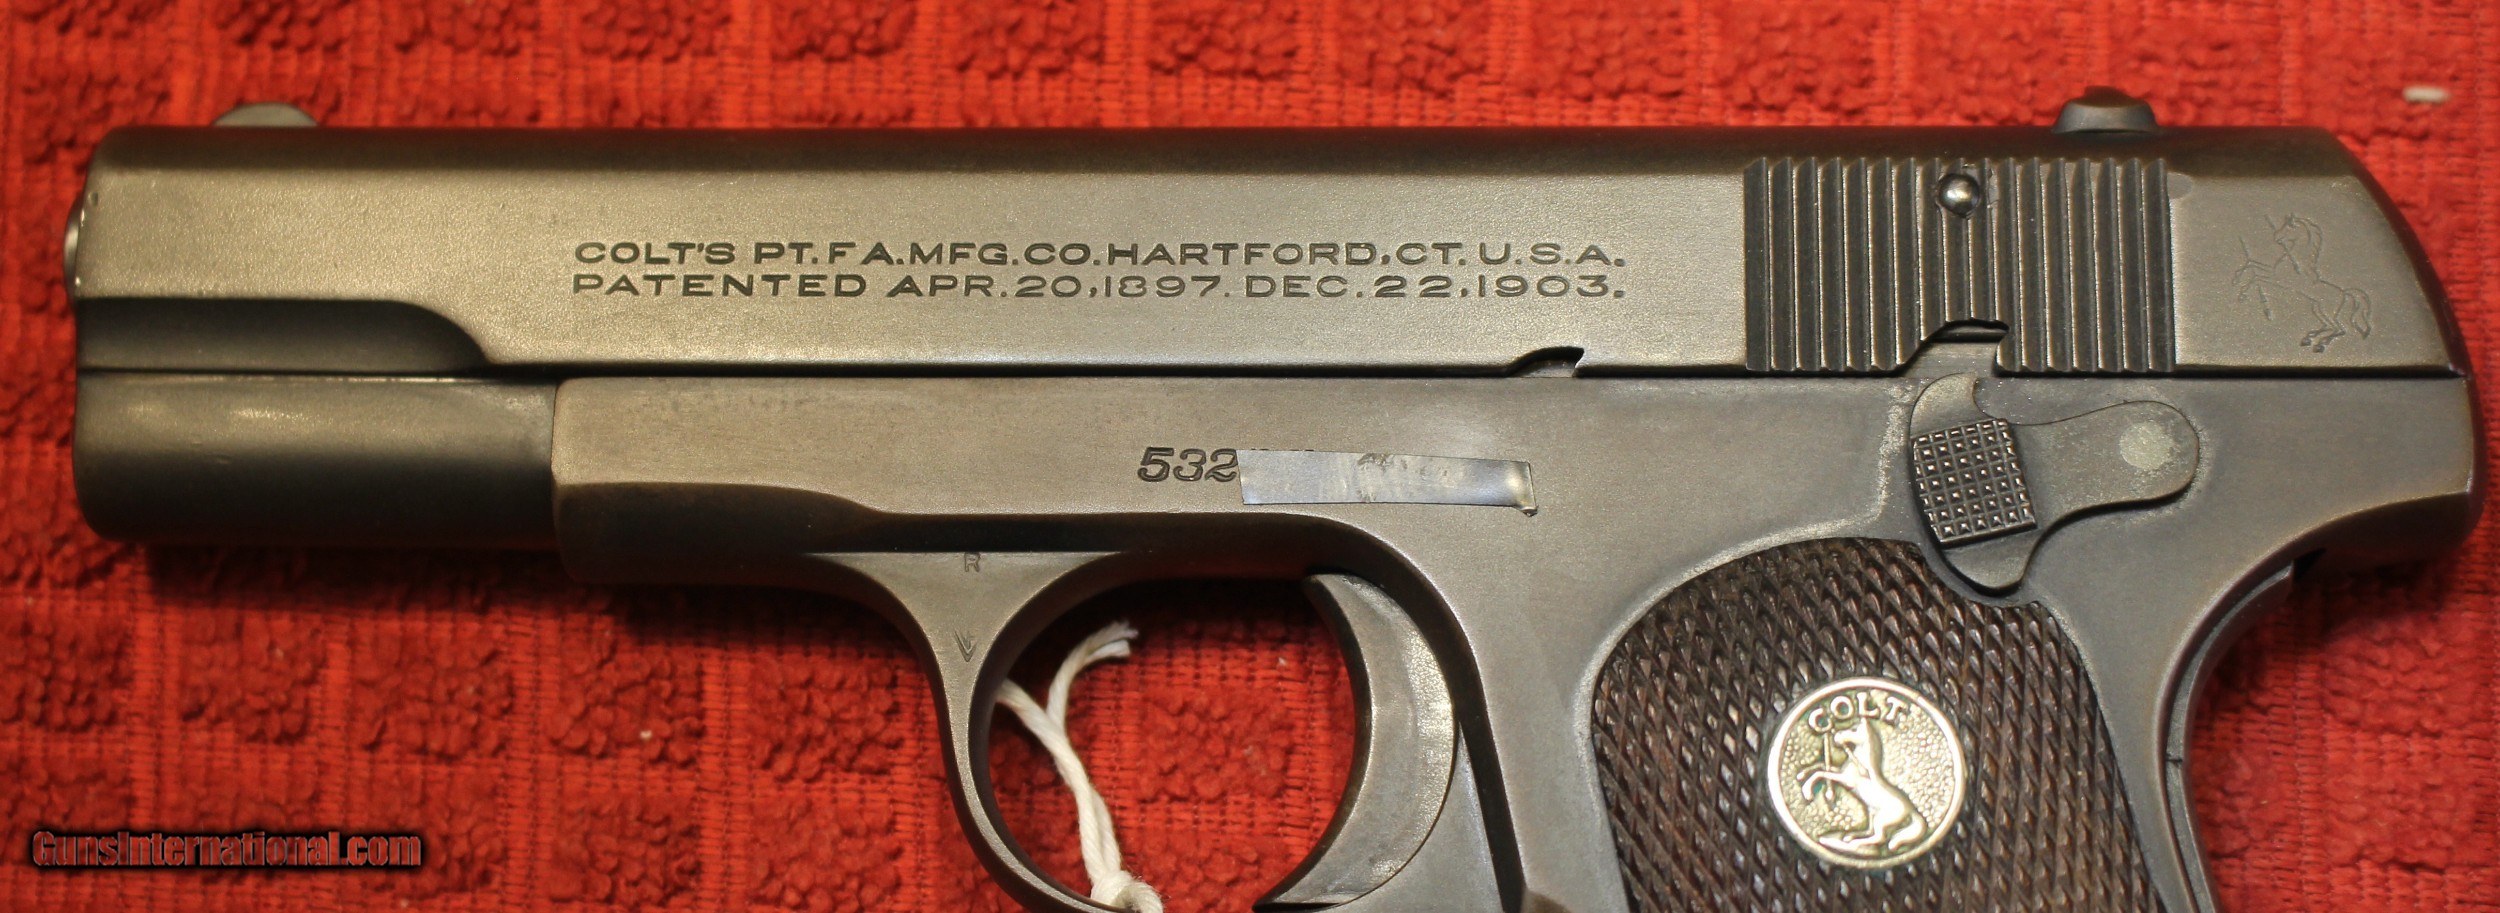 COLT'S PT. F A. MFG. CO. HARTFORD, CT. U.S.A.
PATENTED APR. 20, 1897. DEC. 22, 1903.
532
R
V
COLT
GunsInternational.com